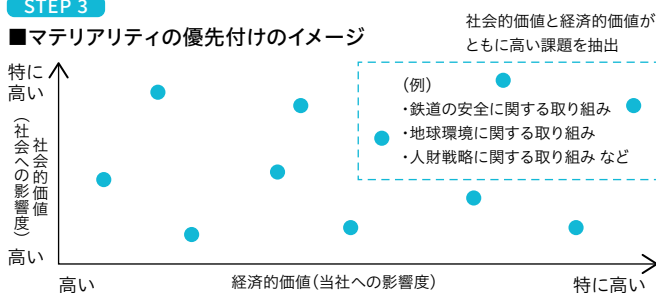 STEP 3
■マテリアリティの優先付けのイメージ
社会的価値と経済的価値が
ともに高い課題を抽出
特に
高い
社会的価値
（社会への影響度）
高い
（例）
・鉄道の安全に関する取り組み
・地球環境に関する取り組み
・人財戦略に関する取り組み など
高い
経済的価値（当社への影響度）
特に高い